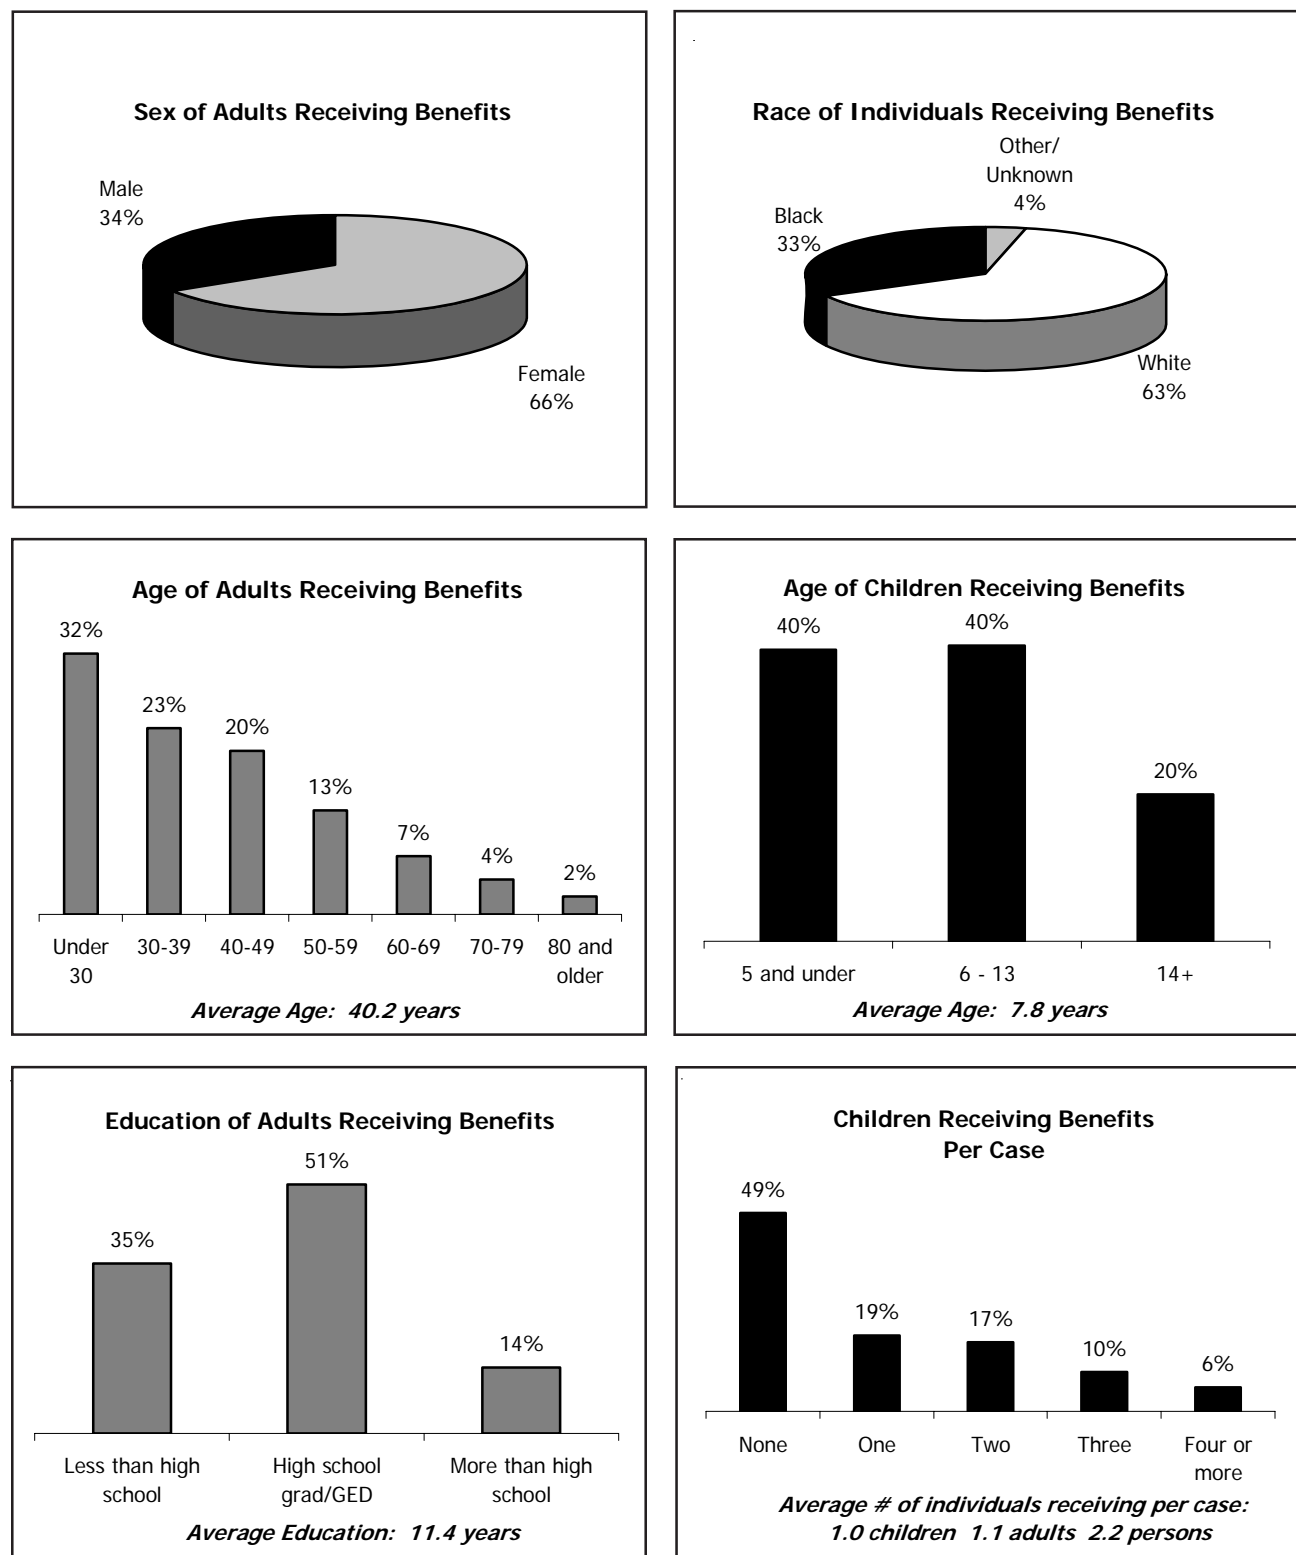 Sex of Adults Receiving Benefits
Male
34%
Female
66%
Race of Individuals Receiving Benefits
Other/
Unknown
4%
Black
33%
White
63%
Age of Adults Receiving Benefits
32%
23%
20%
13%
7%
4%
2%
Under 30-39 40-49 50-59 60-69 70-79 80 and
30 older
Average Age: 40.2 years
Age of Children Receiving Benefits
40%
40%
20%
5 and under 6 - 13 14+
Average Age: 7.8 years
Education of Adults Receiving Benefits
51%
35%
14%
Less than high High school More than high
school grad/GED school
Average Education: 11.4 years
Children Receiving Benefits
Per Case
49%
19%
17%
10%
6%
None One Two Three Four or
more
Average # of individuals receiving per case:
1.0 children 1.1 adults 2.2 persons